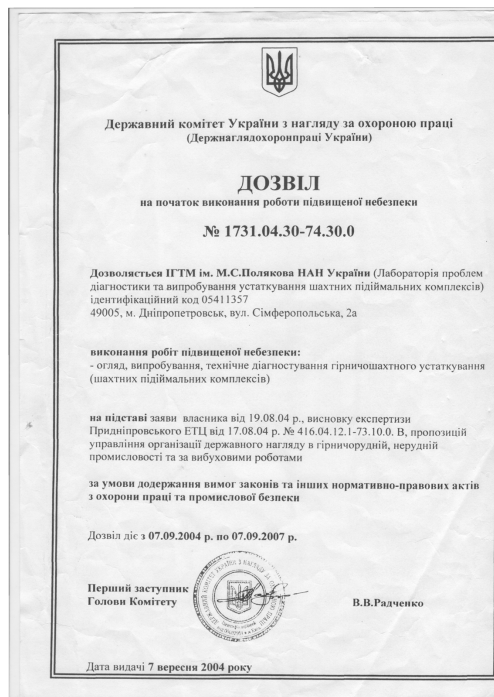 Державний комітет України з нагляду за охороною праці
(Держнаглядохоронпраці України)
ДОЗВІЛ
на початок виконання роботи підвищеної небезпеки
№ 1731.04.30-74.30.0
Дозволяється ІГТМ ім. М.С.Полякова НАН України (Лабораторія проблем
діагностики та випробування устаткування шахтних підіймальних комплексів)
ідентифікаційний код 05411357
49005, м. Дніпропетровськ, вул. Сімферопольська, 2а
виконання робіт підвищеної небезпеки:
- огляд, випробування, технічне діагностування гірничошахтного устаткування
(шахтних підіймальних комплексів)
на підставі заяви власника від 19.08.04 р., висновку експертизи
Придніпровського ЕТЦ від 17.08.04 р. № 416.04.12.1-73.10.0. В, пропозицій
управління організації державного нагляду в гірничорудній, нерудній
промисловості та за вибуховими роботами
за умови додержання вимог законів та інших нормативно-правових актів
з охорони праці та промислової безпеки
Дозвіл діє з 07.09.2004 р. по 07.09.2007 р.
Перший заступник
Голови Комітету В.В.Радченко
Дата видачі 7 вересня 2004 року